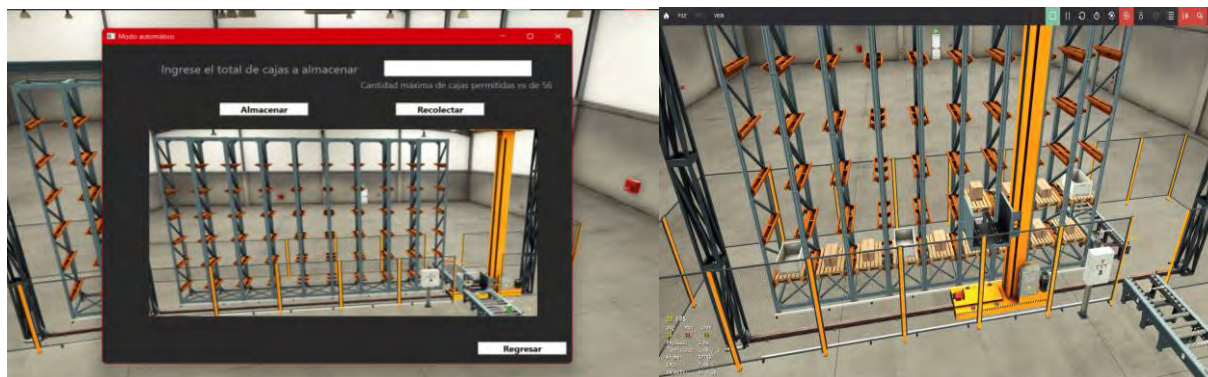 Modo automático
Ingrese el total de cajas a almacenar
Cantidad máxima de cajas permitidas es de 56
Almacenar
Recolectar
Regresar
FILE
VIEW